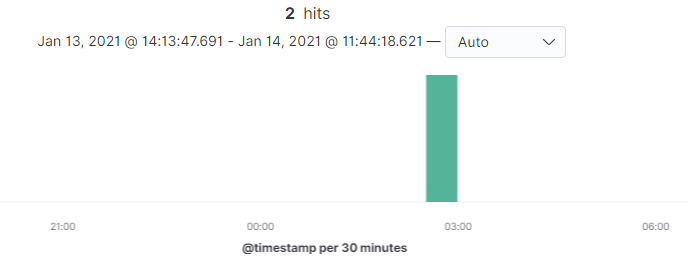 2 hits
Jan 13, 2021 @ 14:13:47.691 - Jan 14, 2021 @ 11:44:18.621 — Auto
21:00 00:00 03:00 06:00
@timestamp per 30 minutes